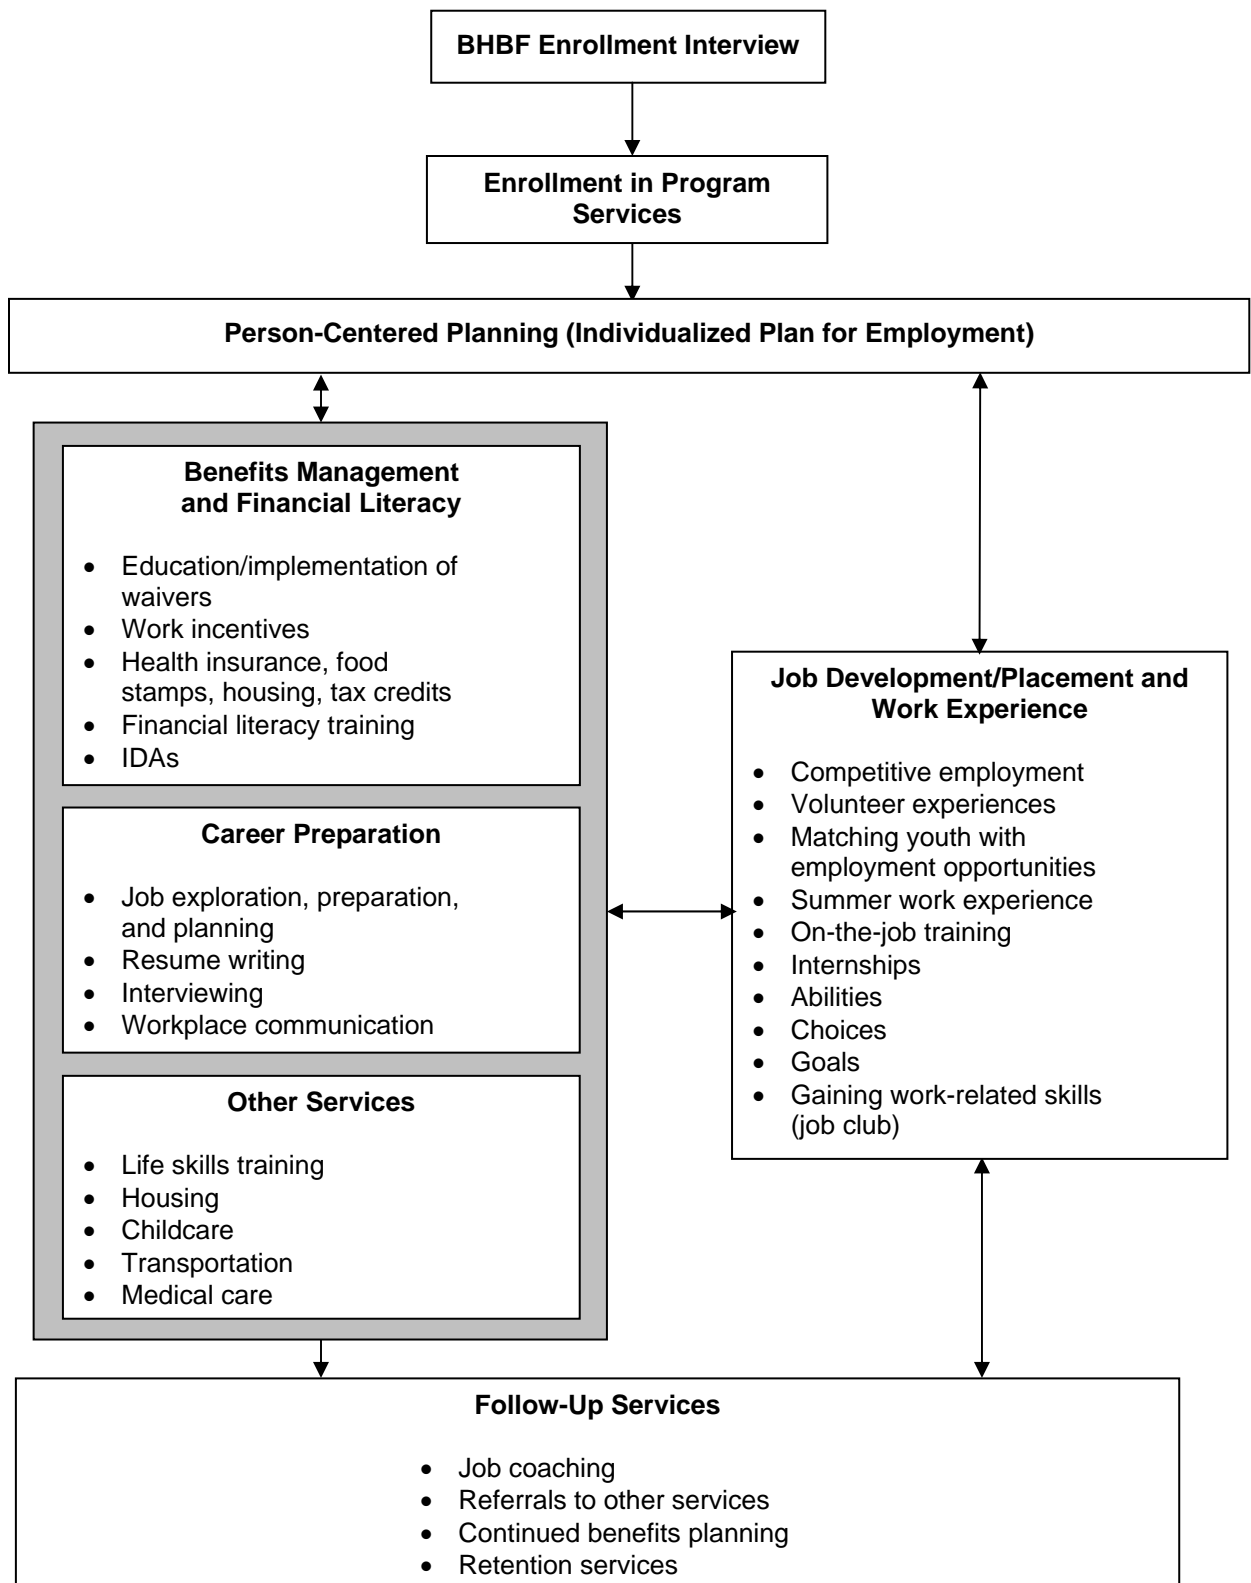 BHBF Enrollment Interview
Enrollment in Program
Services
Person-Centered Planning (Individualized Plan for Employment)
Benefits Management
and Financial Literacy
• Education/implementation of
waivers
• Work incentives
• Health insurance, food
stamps, housing, tax credits
• Financial literacy training
• IDAs
Career Preparation
• Job exploration, preparation,
and planning
• Resume writing
• Interviewing
• Workplace communication
Other Services
• Life skills training
• Housing
• Childcare
• Transportation
• Medical care
Job Development/Placement and
Work Experience
• Competitive employment
• Volunteer experiences
• Matching youth with
employment opportunities
• Summer work experience
• On-the-job training
• Internships
• Abilities
• Choices
• Goals
• Gaining work-related skills
(job club)
Follow-Up Services
• Job coaching
• Referrals to other services
• Continued benefits planning
• Retention services